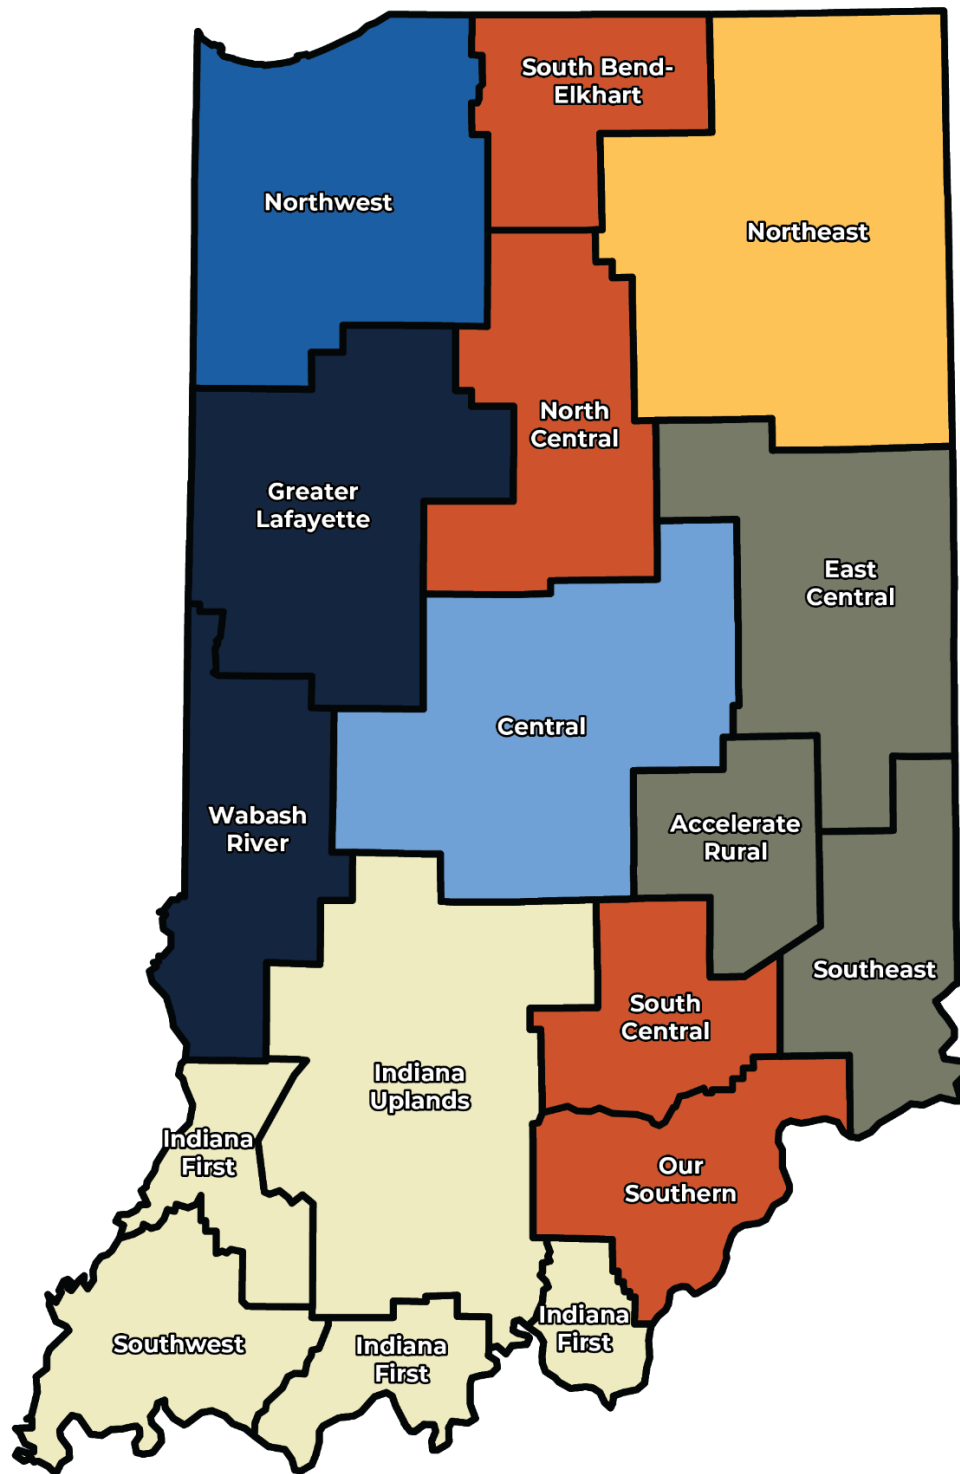 South Bend-
Elkhart
Northwest
Northeast
North
Central
Greater
Lafayette
East
Central
Central
Wabash
River
Accelerate
Rural
Southeast
South
Central
Indiana
Uplands
Indiana
First
Our
Southern
Southwest
Indiana
First
Indiana
First